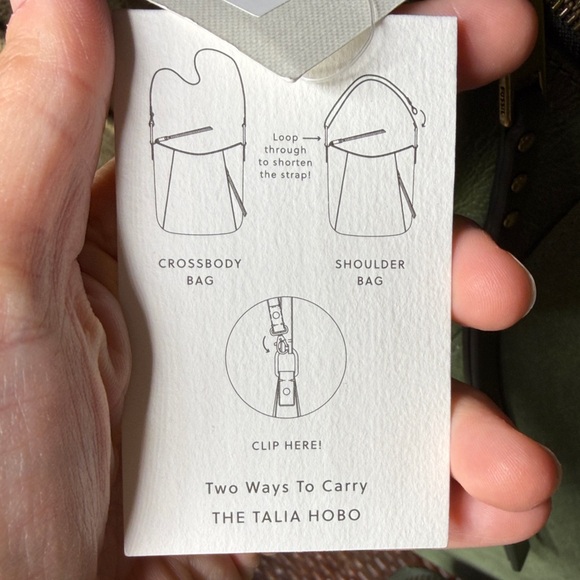 Loop
through
to shorten
the strap!
CROSSBODY
BAG
SHOULDER
BAG
CLIP HERE!
Two Ways To Carry
THE TALIA HOBO